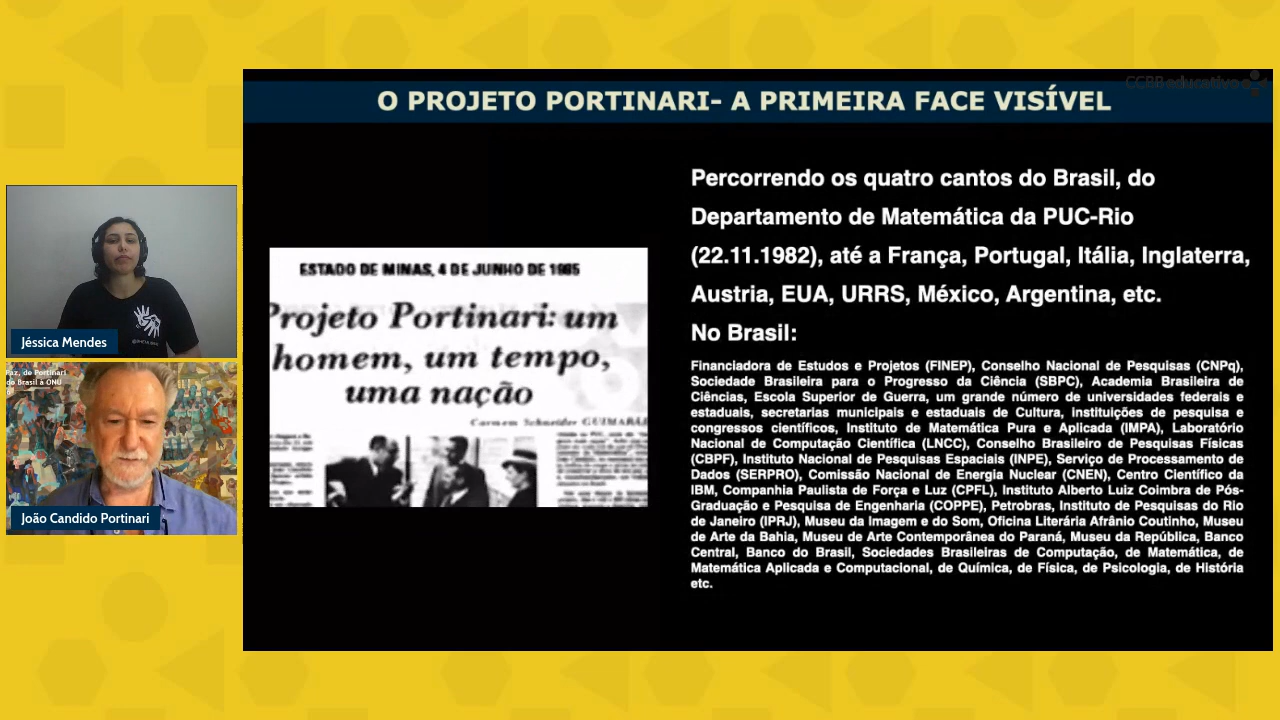 CCBB educativo
O PROJETO PORTINARI- A PRIMEIRA FACE VISÍVEL
Percorrendo os quatro cantos do Brasil, do
Departamento de Matemática da PUC-Rio
(22.11.1982), até a França, Portugal, Itália, Inglaterra,
Austria, EUA, URRS, México, Argentina, etc.
No Brasil:
Financiadora de Estudos e Projetos (FINEP), Conselho Nacional de Pesquisas (CNPq),
Sociedade Brasileira para o Progresso da Ciência (SBPC), Academia Brasileira de
Ciências, Escola Superior de Guerra, um grande número de universidades federais e
estaduais, secretarias municipais e estaduais de Cultura, instituições de pesquisa e
congressos científicos, Instituto de Matemática Pura e Aplicada (IMPA), Laboratório
Nacional de Computação Científica (LNCC), Conselho Brasileiro de Pesquisas Físicas
(CBPF), Instituto Nacional de Pesquisas Espaciais (INPE), Serviço de Processamento de
Dados (SERPRO), Comissão Nacional de Energia Nuclear (CNEN), Centro Científico da
IBM, Companhia Paulista de Força e Luz (CPFL), Instituto Alberto Luiz Coimbra de Pós-
Graduação e Pesquisa de Engenharia (COPPE), Petrobras, Instituto de Pesquisas do Rio
de Janeiro (IPRJ), Museu da Imagem e do Som, Oficina Literária Afrânio Coutinho, Museu
de Arte da Bahia, Museu de Arte Contemporânea do Paraná, Museu da República, Banco
Central, Banco do Brasil, Sociedades Brasileiras de Computação, de Matemática, de
Matemática Aplicada e Computacional, de Química, de Física, de Psicologia, de História
etc.
ESTADO DE MINAS, 4 DE JUNHO DE 1985
Projeto Portinari: um
homem, um tempo,
uma nação
Carmen Schneider GUIMARÃ
Jéssica Mendes
Paz, de Portinari
do Brasil à ONU
João Candido Portinari